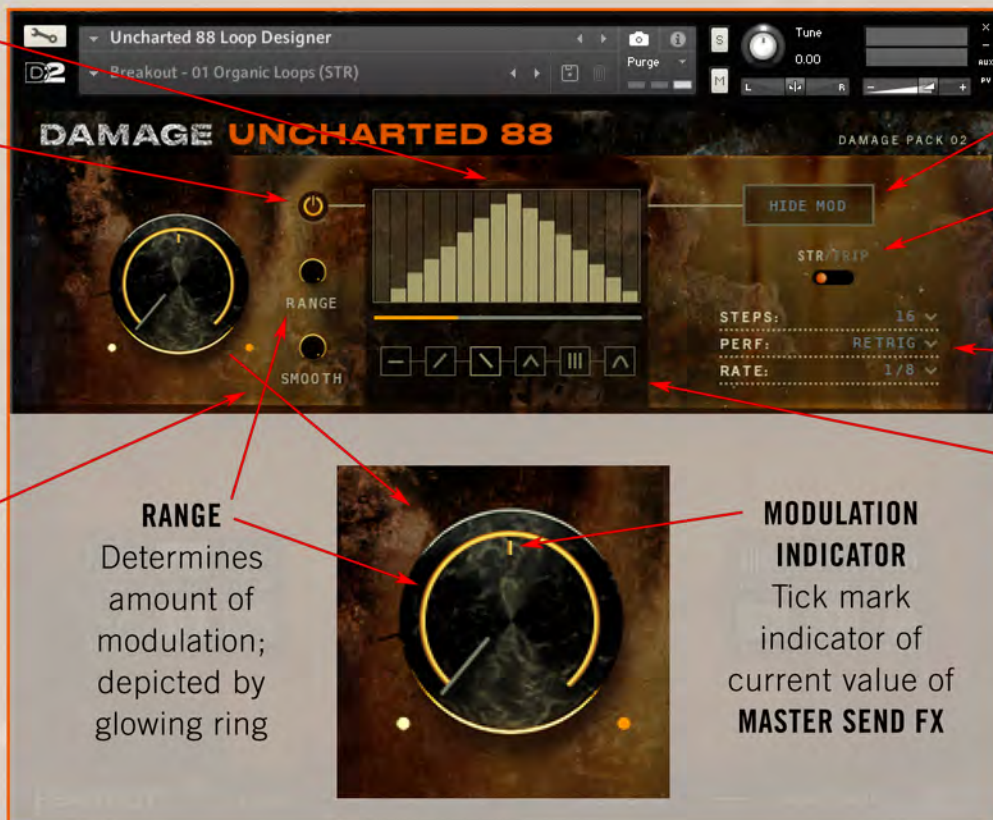 Uncharted 88 Loop Designer
Breakout - 01 Organic Loops (STR)
D2
Purge
S
M
Tune
0.00
L
R
-
+
×
-
AUX
PV
DAMAGE UNCHARTED 88
DAMAGE PACK 02
HIDE MOD
STR/TRIP
RANGE
SMOOTH
STEPS: 16
PERF: RETRIG
RATE: 1/8
RANGE
Determines
amount of
modulation;
depicted by
glowing ring
MODULATION
INDICATOR
Tick mark
indicator of
current value of
MASTER SEND FX